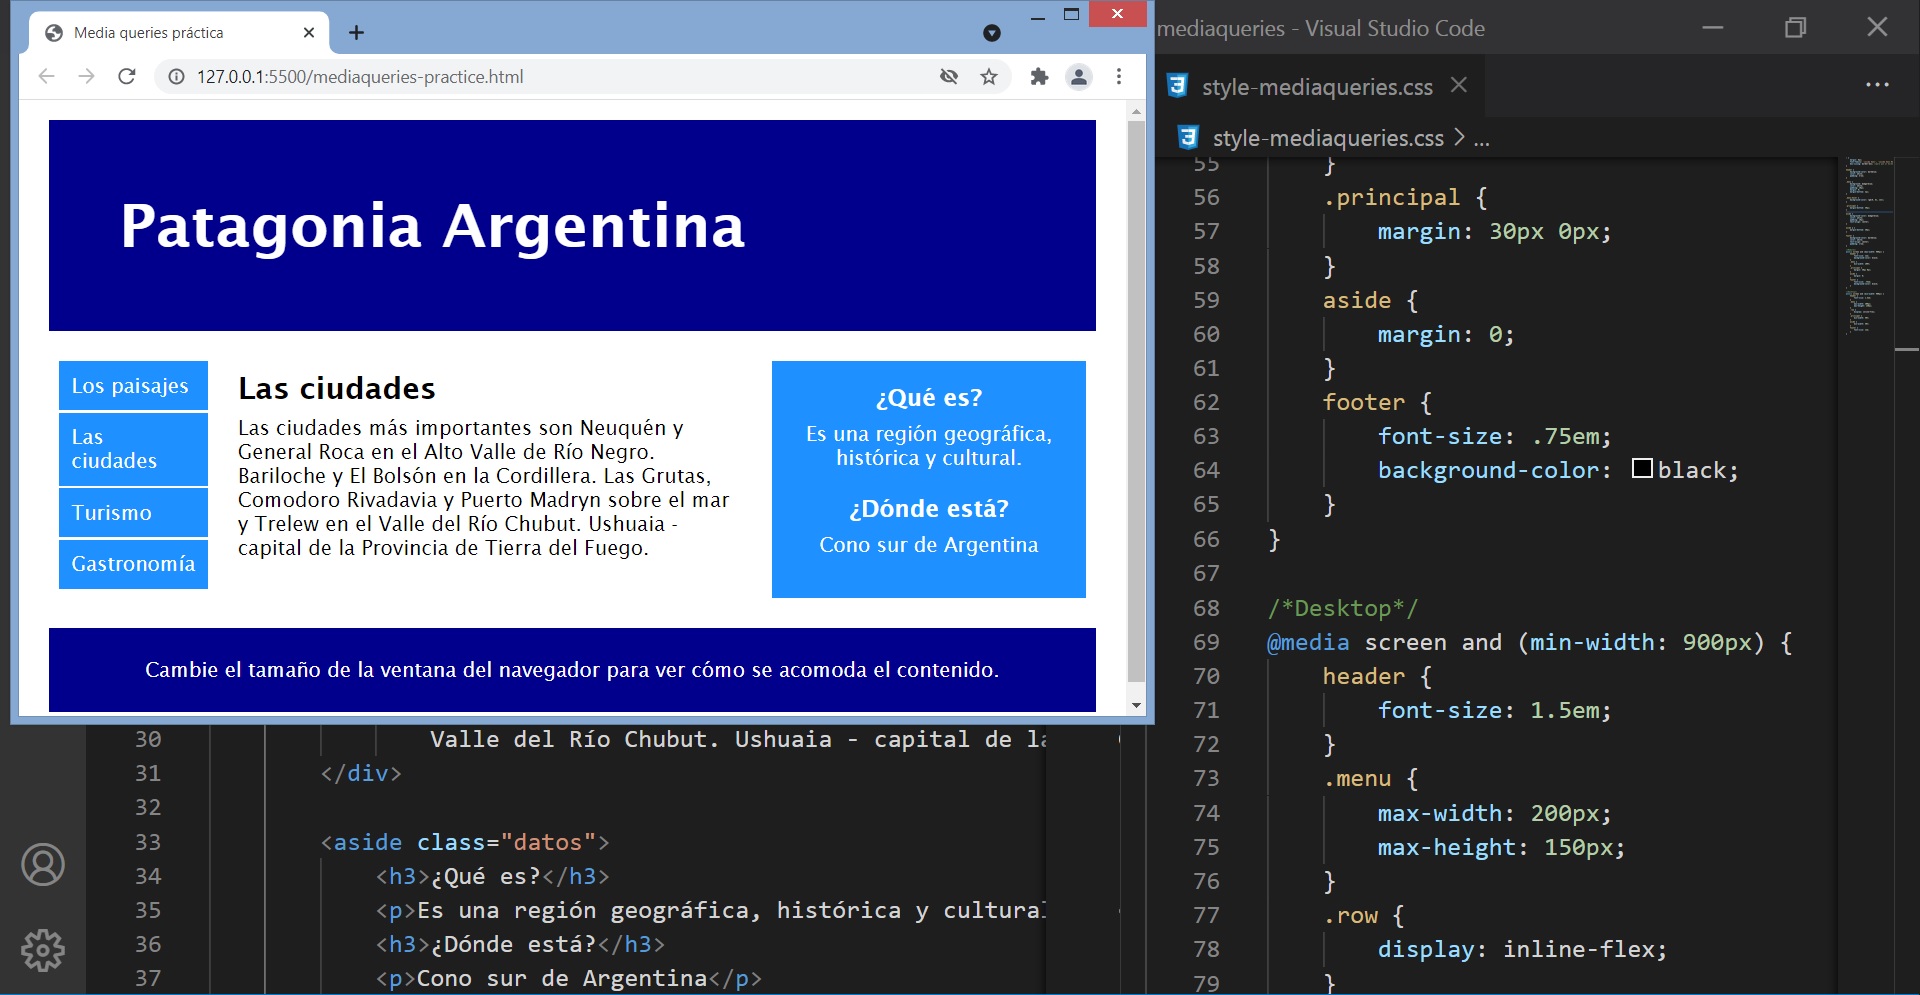 Media queries práctica
127.0.0.1:5500/mediaqueries-practice.html
Patagonia Argentina
Los paisajes
Las
ciudades
Turismo
Gastronomía
Las ciudades
Las ciudades más importantes son Neuquén y
General Roca en el Alto Valle de Río Negro.
Bariloche y El Bolsón en la Cordillera. Las Grutas,
Comodoro Rivadavia y Puerto Madryn sobre el mar
y Trelew en el Valle del Río Chubut. Ushuaia -
capital de la Provincia de Tierra del Fuego.
¿Qué es?
Es una región geográfica,
histórica y cultural.
¿Dónde está?
Cono sur de Argentina
Cambie el tamaño de la ventana del navegador para ver cómo se acomoda el contenido.
30 Valle del Río Chubut. Ushuaia - capital de la
31 </div>
32
33 <aside class="datos">
34 <h3>¿Qué es?</h3>
35 <p>Es una región geográfica, histórica y cultural
36 <h3>¿Dónde está?</h3>
37 <p>Cono sur de Argentina</p>
mediaqueries - Visual Studio Code
style-mediaqueries.css
style-mediaqueries.css > ...
55 }
56 .principal {
57 margin: 30px 0px;
58 }
59 aside {
60 margin: 0;
61 }
62 footer {
63 font-size: .75em;
64 background-color: black;
65 }
66 }
67
68 /*Desktop*/
69 @media screen and (min-width: 900px) {
70 header {
71 font-size: 1.5em;
72 }
73 .menu {
74 max-width: 200px;
75 max-height: 150px;
76 }
77 .row {
78 display: inline-flex;
79 }